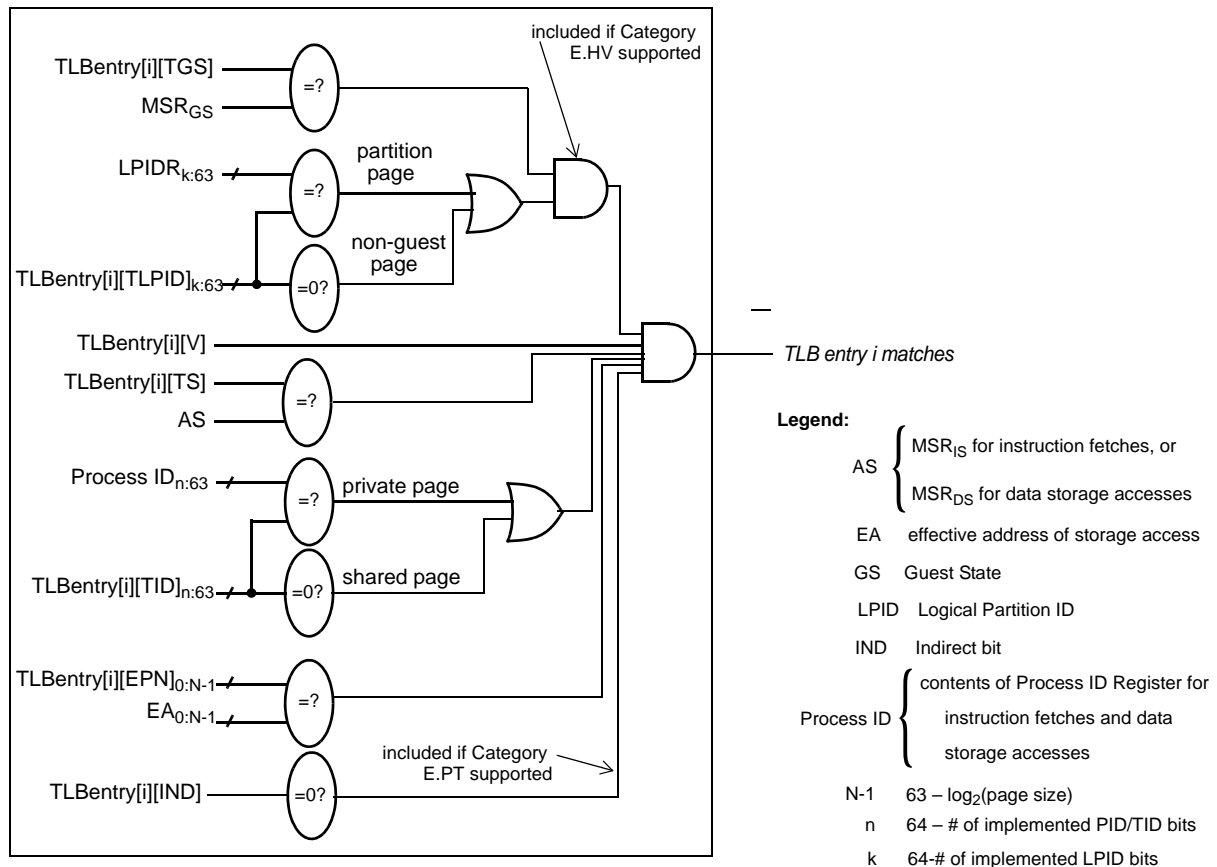 included if Category
E.HV supported
TLBentry[i][TGS]
=?
MSRGS
LPIDRk:63
=?
partition
page
non-guest
page
TLBentry[i][TLPID]k:63
=0?
TLBentry[i][V]
TLBentry[i][TS]
=?
AS
Process IDn:63
=?
private page
TLBentry[i][TID]n:63
=0?
shared page
TLBentry[i][EPN]0:N-1
=?
EA0:N-1
included if Category
E.PT supported
TLBentry[i][IND]
=0?
–
TLB entry i matches
Legend:
AS { MSRIS for instruction fetches, or
MSRDS for data storage accesses
EA effective address of storage access
GS Guest State
LPID Logical Partition ID
IND Indirect bit
Process ID { contents of Process ID Register for
instruction fetches and data
storage accesses
N-1 63 – log2(page size)
n 64 – # of implemented PID/TID bits
k 64-# of implemented LPID bits